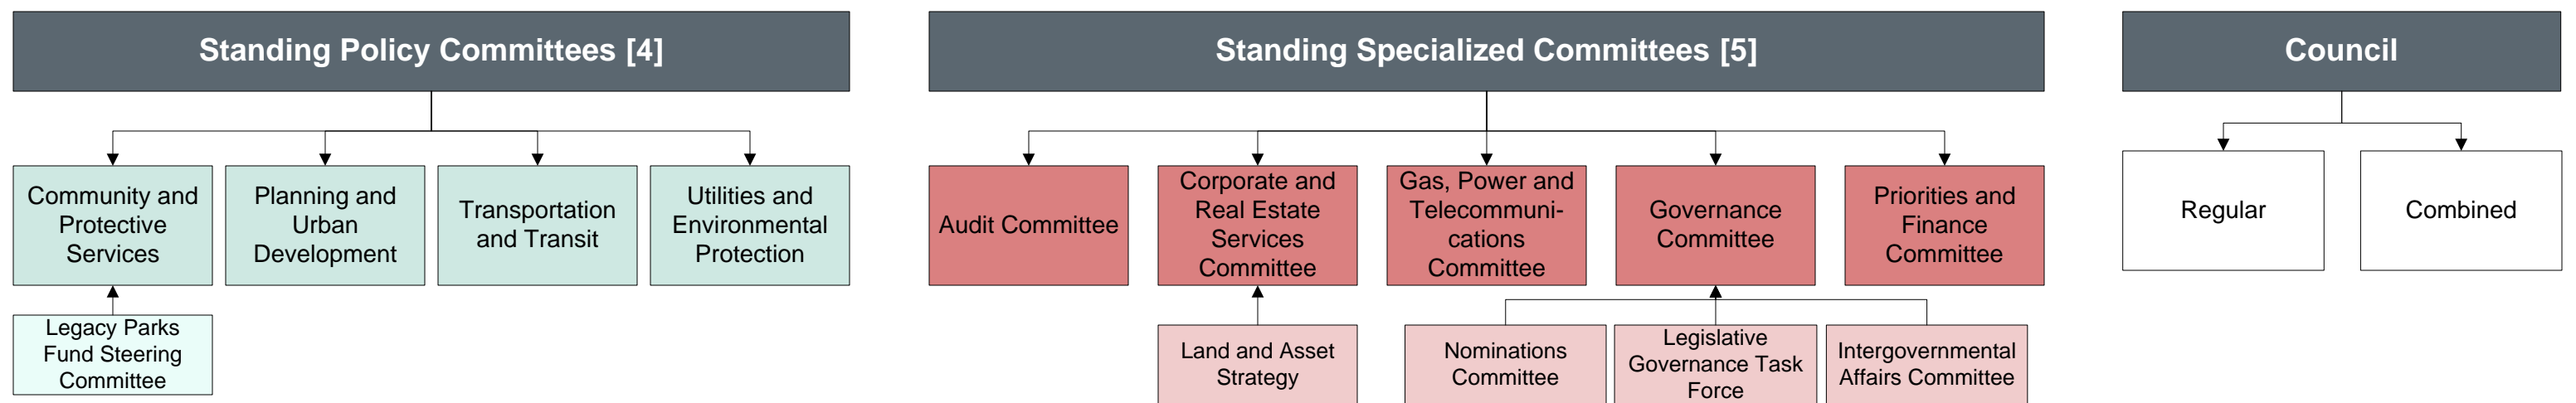 Standing Policy Committees [4]
Community and
Protective
Services
Planning and
Urban
Development
Transportation
and Transit
Utilities and
Environmental
Protection
Legacy Parks
Fund Steering
Committee
Standing Specialized Committees [5]
Audit Committee
Corporate and
Real Estate
Services
Committee
Gas, Power and
Telecommuni-
cations
Committee
Governance
Committee
Priorities and
Finance
Committee
Land and Asset
Strategy
Nominations
Committee
Legislative
Governance Task
Force
Intergovernmental
Affairs Committee
Council
Regular
Combined